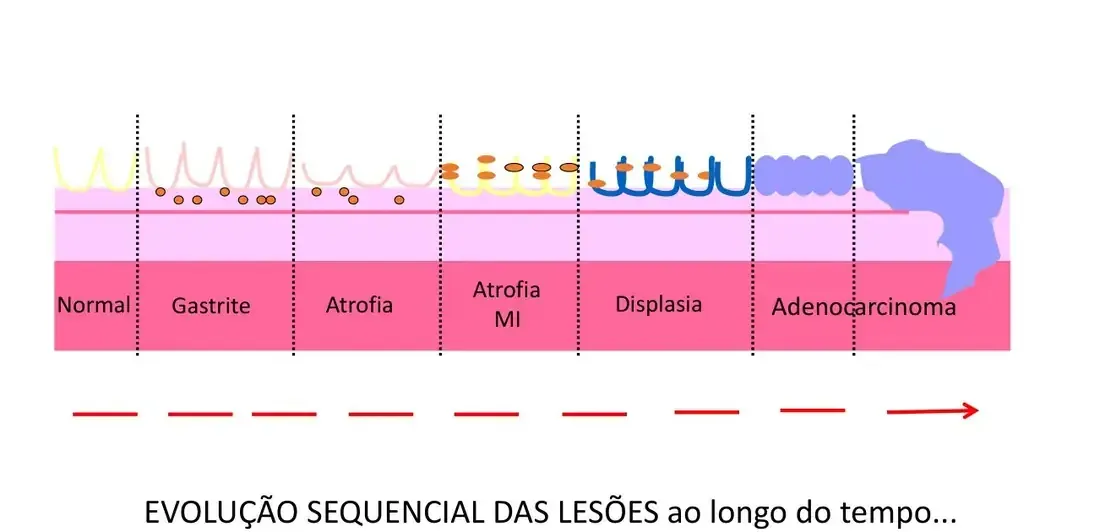 Normal
Gastrite
Atrofia
Atrofia
MI
Displasia
Adenocarcinoma
EVOLUÇÃO SEQUENCIAL DAS LESÕES ao longo do tempo...